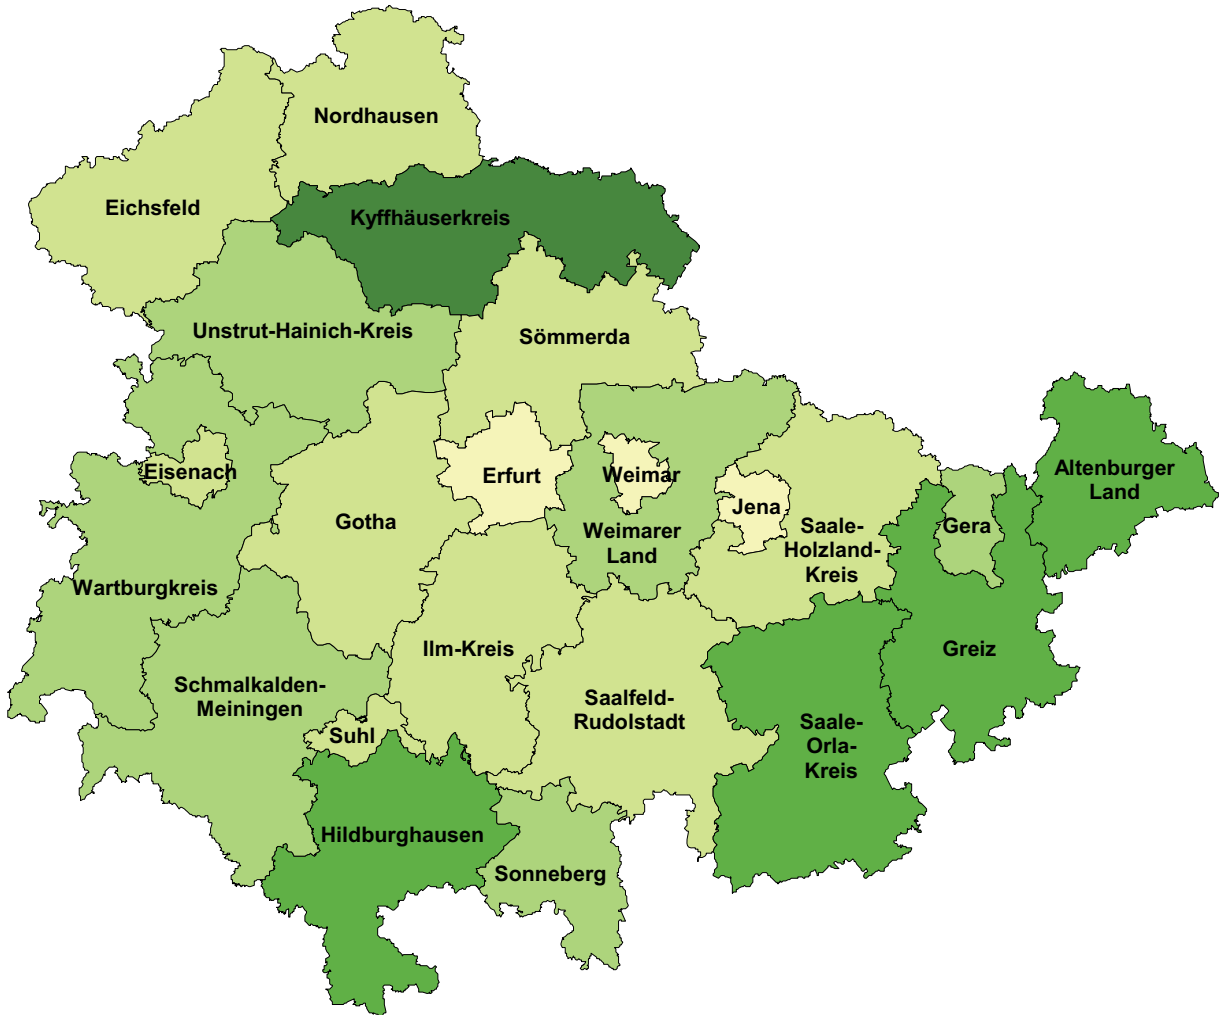 Nordhausen
Eichsfeld
Kyffhäuserkreis
Unstrut-Hainich-Kreis
Sömmerda
Eisenach
Erfurt
Weimar
Altenburger
Land
Gotha
Jena
Weimarer
Land
Saale-
Holzland-
Kreis
Gera
Wartburgkreis
Ilm-Kreis
Greiz
Schmalkalden-
Meiningen
Saalfeld-
Rudolstadt
Suhl
Saale-
Orla-
Kreis
Hildburghausen
Sonneberg